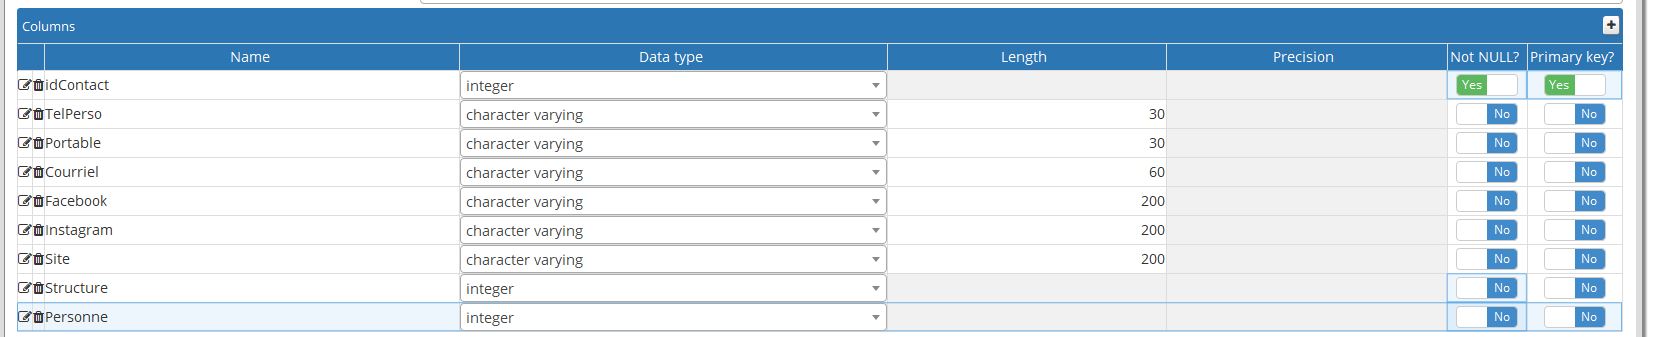 Columns
Name Data type Length Precision Not NULL? Primary key?
idContact integer Yes Yes
TelPerso character varying 30 No No
Portable character varying 30 No No
Courriel character varying 60 No No
Facebook character varying 200 No No
Instagram character varying 200 No No
Site character varying 200 No No
Structure integer No No
Personne integer No No